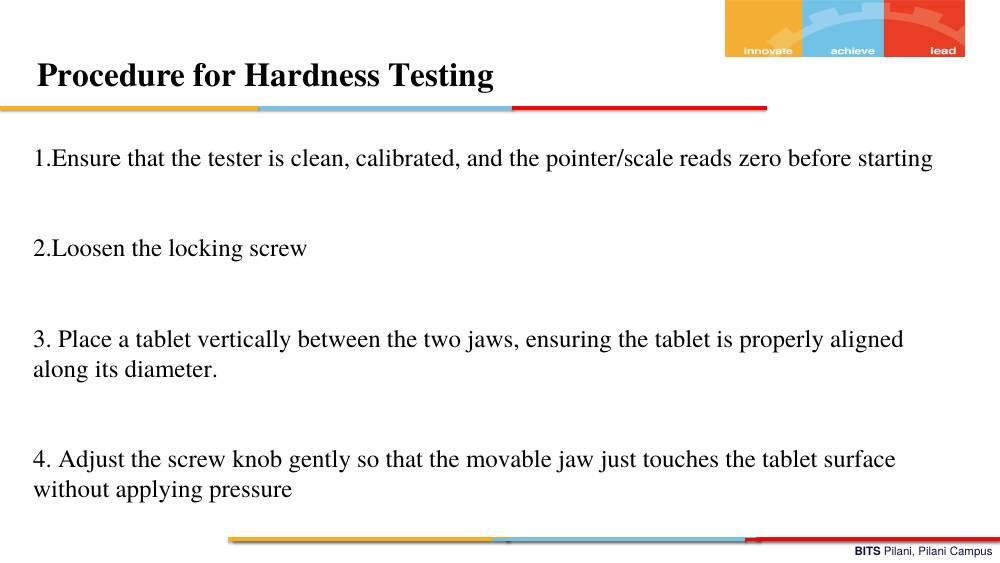 innovate achieve lead
Procedure for Hardness Testing
1.Ensure that the tester is clean, calibrated, and the pointer/scale reads zero before starting
2.Loosen the locking screw
3. Place a tablet vertically between the two jaws, ensuring the tablet is properly aligned
along its diameter.
4. Adjust the screw knob gently so that the movable jaw just touches the tablet surface
without applying pressure
BITS Pilani, Pilani Campus